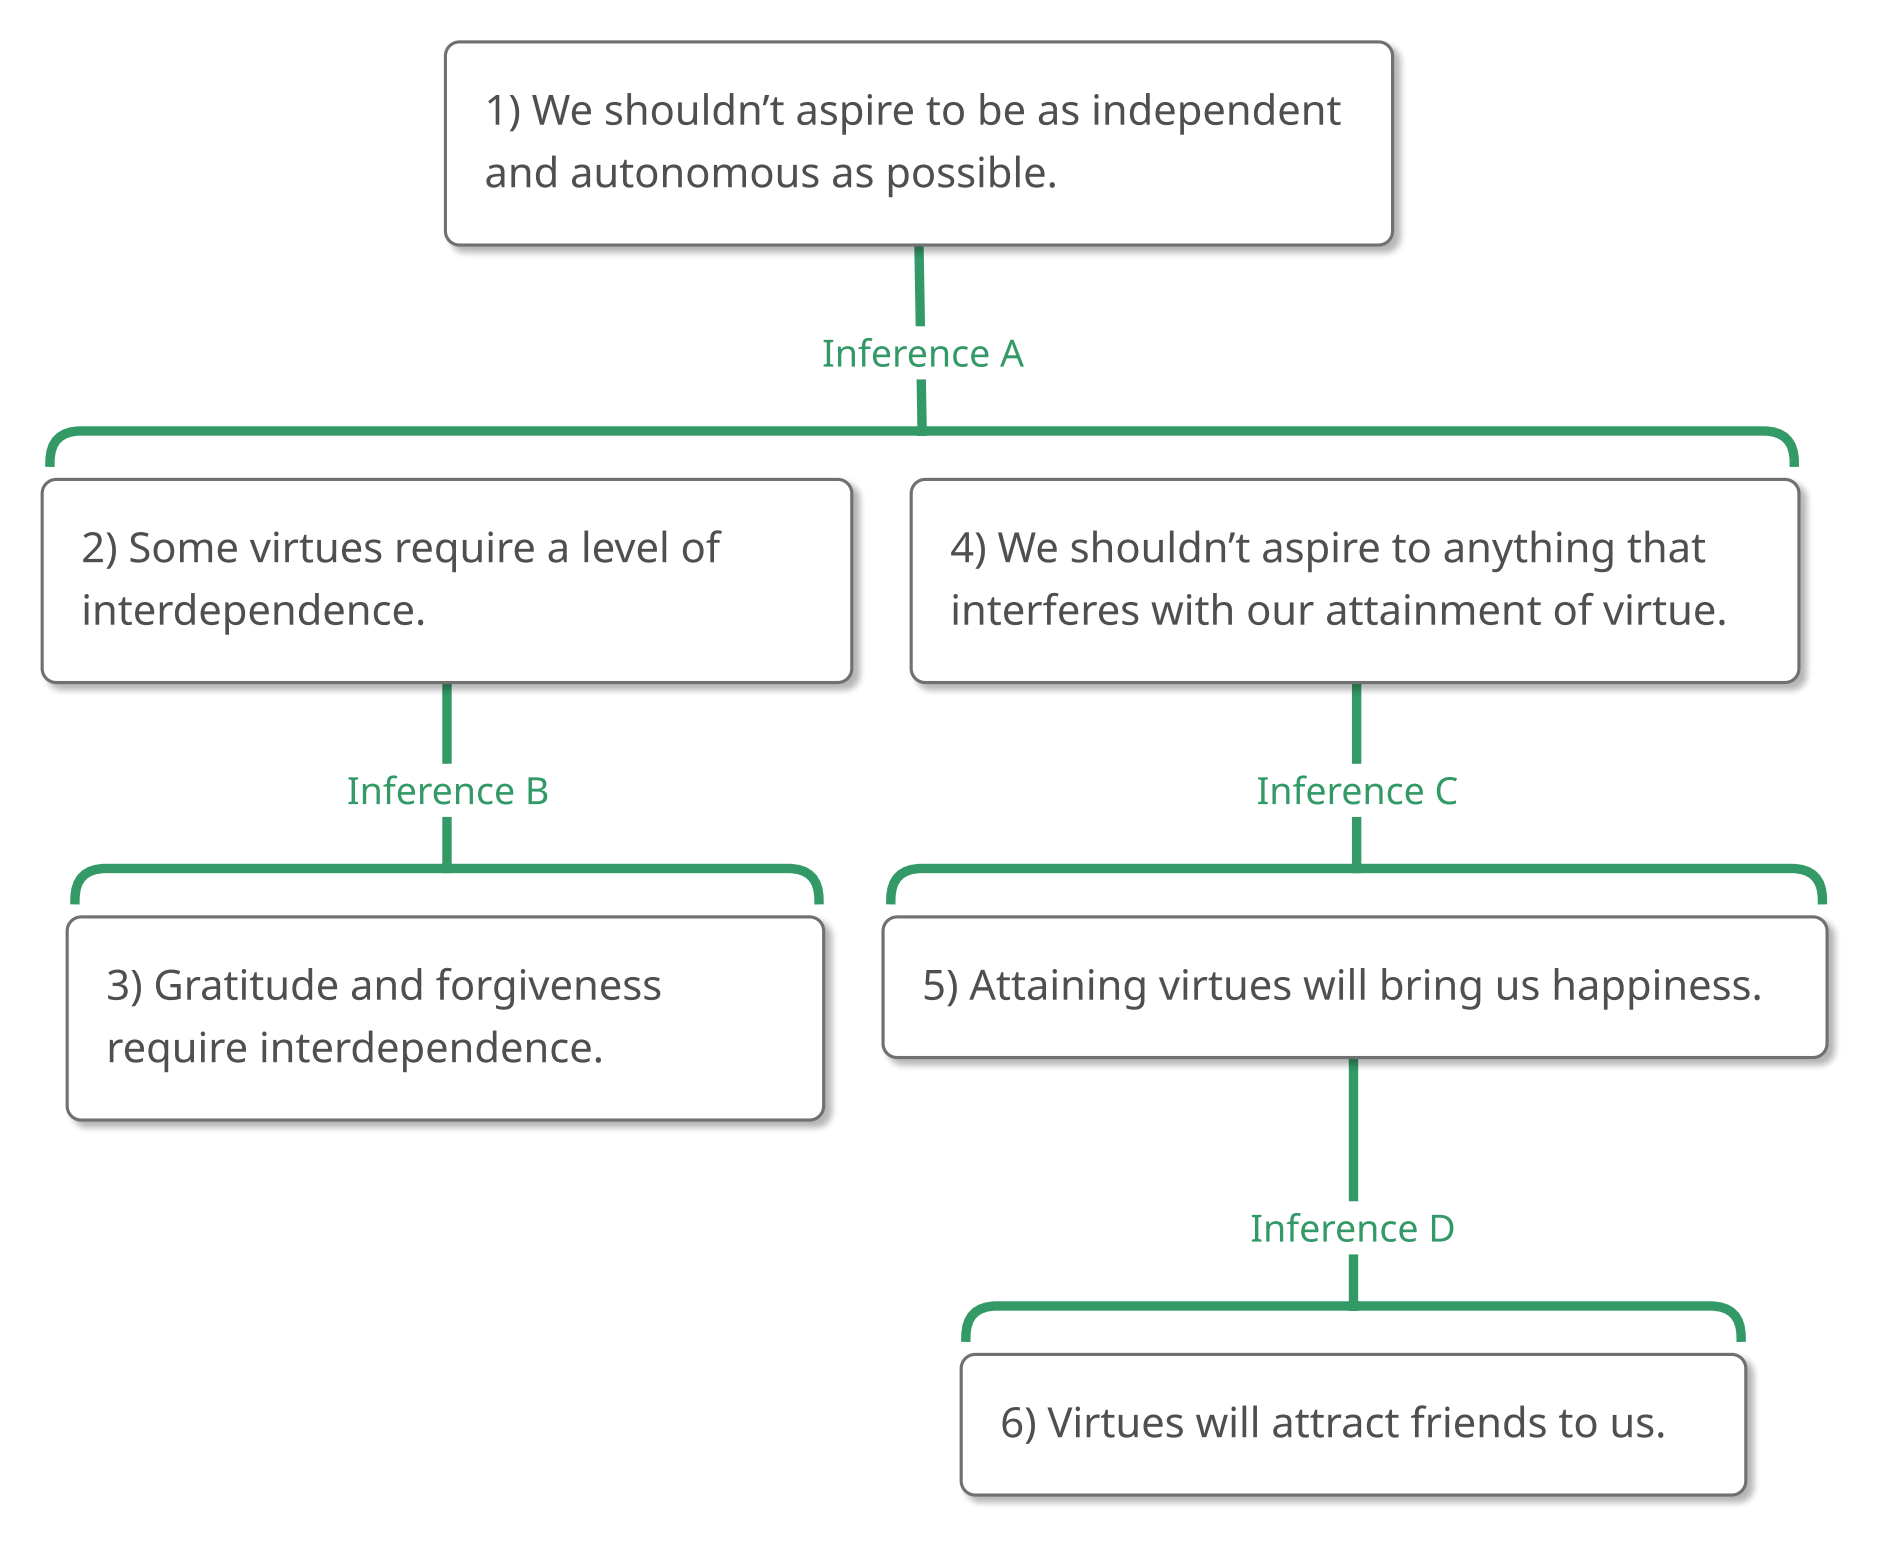 1) We shouldn’t aspire to be as independent
and autonomous as possible.
Inference A
2) Some virtues require a level of
interdependence.
4) We shouldn’t aspire to anything that
interferes with our attainment of virtue.
Inference B
Inference C
3) Gratitude and forgiveness
require interdependence.
5) Attaining virtues will bring us happiness.
Inference D
6) Virtues will attract friends to us.